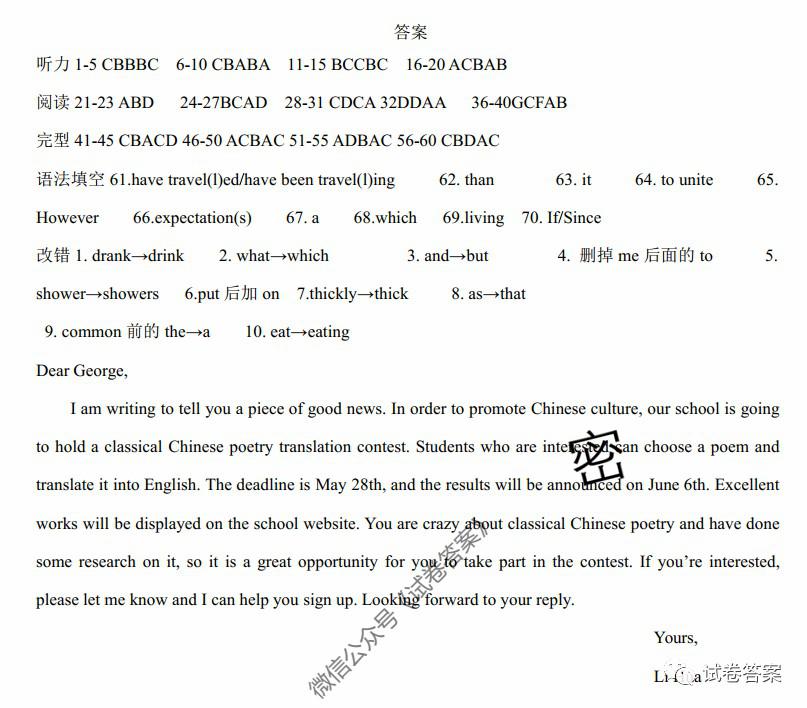 答案
听力 1-5 CBBBC 6-10 CBABA 11-15 BCCBC 16-20 ACBAB
阅读 21-23 ABD 24-27BCAD 28-31 CDCA 32DDAA 36-40GCFAB
完型 41-45 CBACD 46-50 ACBAC 51-55 ADBAC 56-60 CBDAC
语法填空 61.have travel(l)ed/have been travel(l)ing 62. than 63. it 64. to unite 65.
However 66.expectation(s) 67. a 68.which 69.living 70. If/Since
改错 1. drank→drink 2. what→which 3. and→but 4. 删掉 me 后面的 to 5.
shower→showers 6.put 后加 on 7.thickly→thick 8. as→that
9. common 前的 the→a 10. eat→eating
Dear George,
I am writing to tell you a piece of good news. In order to promote Chinese culture, our school is going
to hold a classical Chinese poetry translation contest. Students who are interested can choose a poem and
translate it into English. The deadline is May 28th, and the results will be announced on June 6th. Excellent
works will be displayed on the school website. You are crazy about classical Chinese poetry and have done
some research on it, so it is a great opportunity for you to take part in the contest. If you're interested,
please let me know and I can help you sign up. Looking forward to your reply.
Yours,
密
微信公众号《试卷答案》
试卷答案